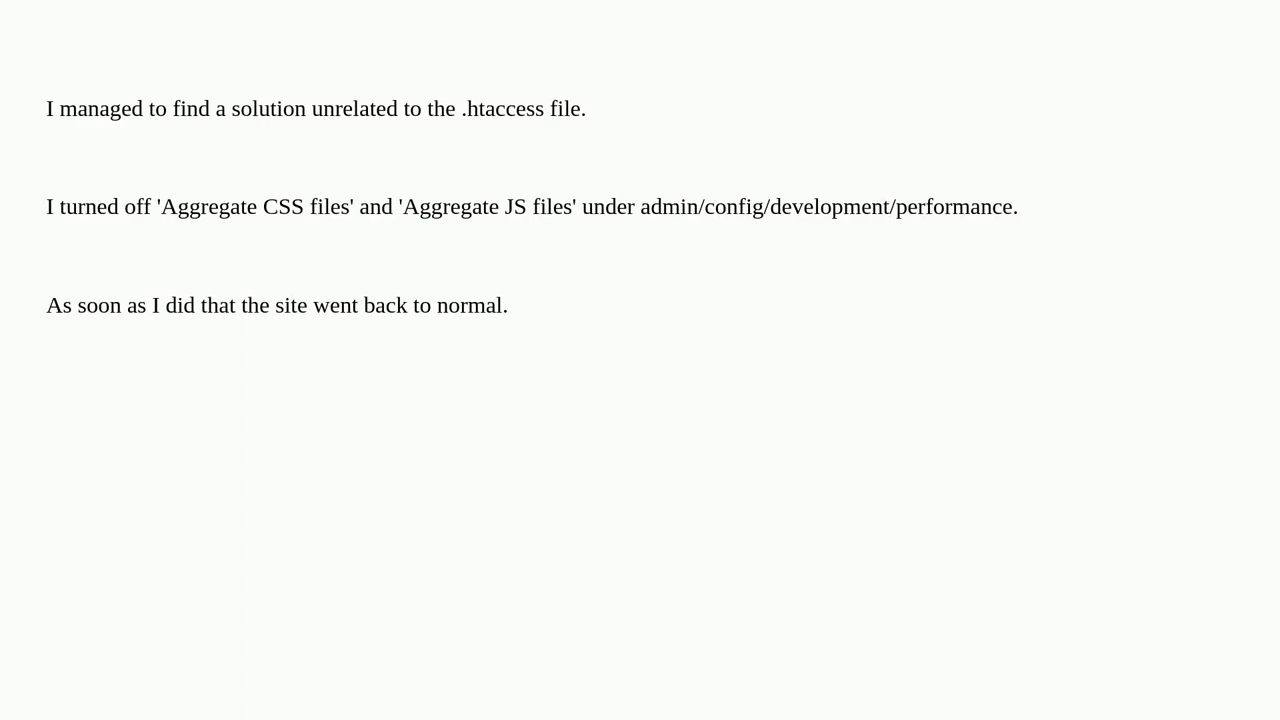 I managed to find a solution unrelated to the .htaccess file.
I turned off 'Aggregate CSS files' and 'Aggregate JS files' under admin/config/development/performance.
As soon as I did that the site went back to normal.